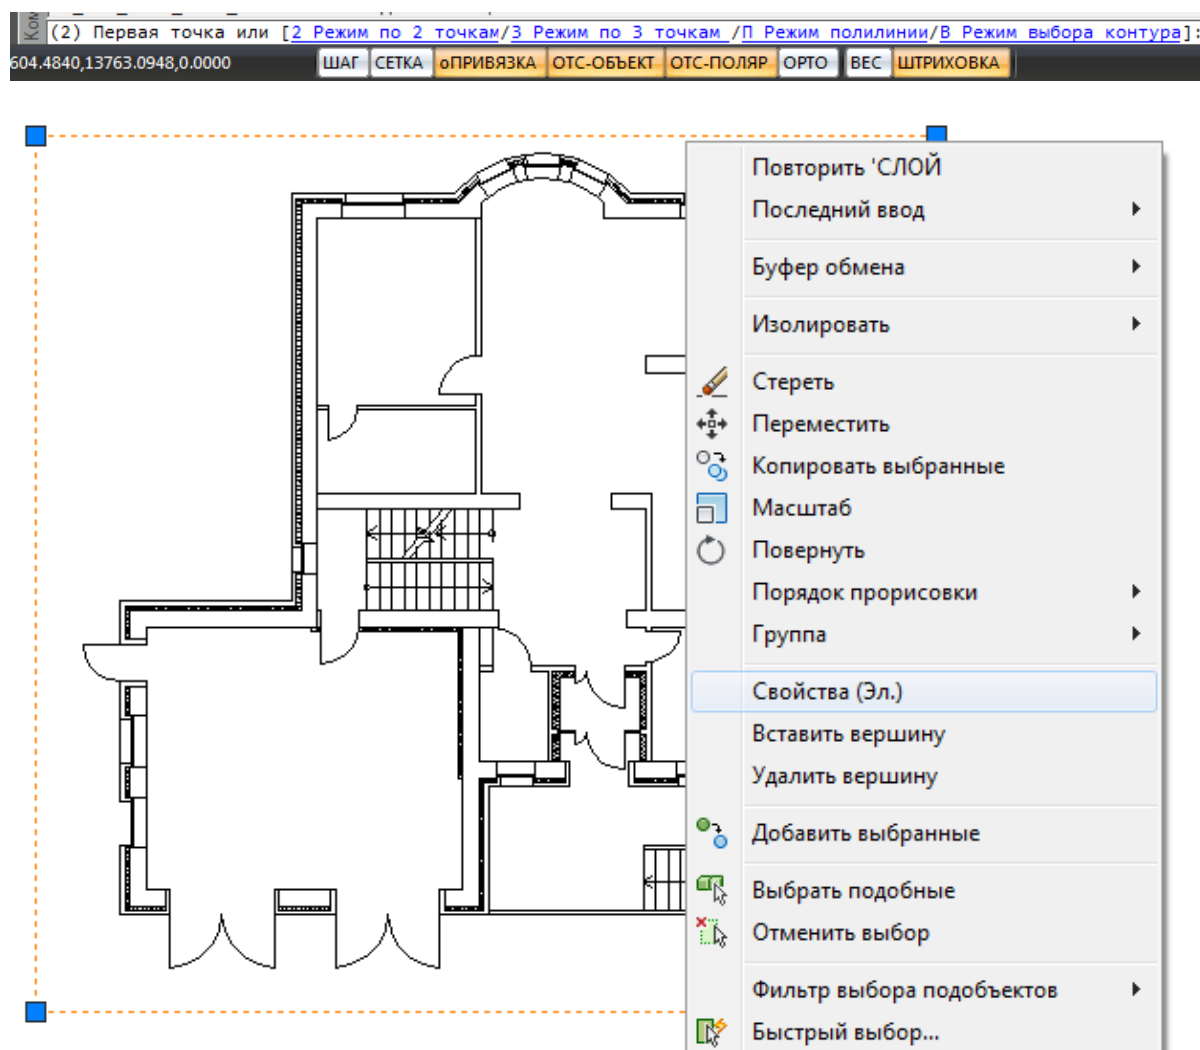 Ком
(2) Первая точка или [2 Режим по 2 точкам/3 Режим по 3 точкам /П Режим полилинии/В Режим выбора контура]:
604.4840,13763.0948,0.0000 ШАГ СЕТКА оПРИВЯЗКА ОТС-ОБЪЕКТ ОТС-ПОЛЯР ОРТО ВЕС ШТРИХОВКА
Повторить 'СЛОЙ
Последний ввод
Буфер обмена
Изолировать
Стереть
Переместить
Копировать выбранные
Масштаб
Повернуть
Порядок прорисовки
Группа
Свойства (Эл.)
Вставить вершину
Удалить вершину
Добавить выбранные
Выбрать подобные
Отменить выбор
Фильтр выбора подобъектов
Быстрый выбор...